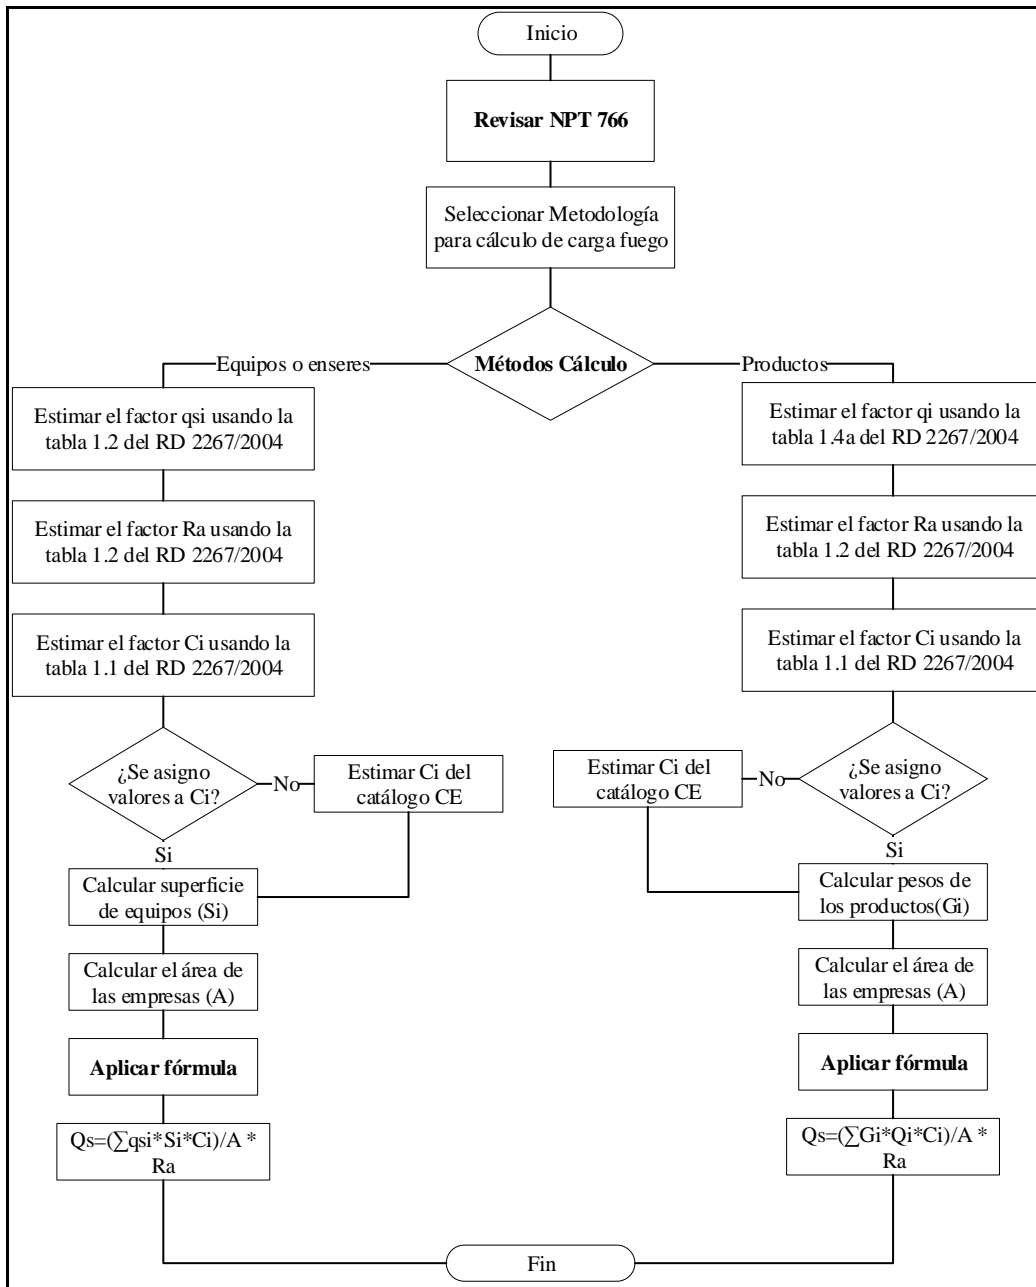 Inicio
Revisar NPT 766
Seleccionar Metodología
para cálculo de carga fuego
Métodos Cálculo
Equipos o enseres
Productos
Estimar el factor qsi usando la
tabla 1.2 del RD 2267/2004
Estimar el factor Ra usando la
tabla 1.2 del RD 2267/2004
Estimar el factor Ci usando la
tabla 1.1 del RD 2267/2004
¿Se asigno
valores a Ci?
No
Estimar Ci del
catálogo CE
Si
Calcular superficie
de equipos (Si)
Calcular el área de
las empresas (A)
Aplicar fórmula
Qs=(∑qsi*Si*Ci)/A *
Ra
Estimar el factor qi usando la
tabla 1.4a del RD 2267/2004
Estimar el factor Ra usando la
tabla 1.2 del RD 2267/2004
Estimar el factor Ci usando la
tabla 1.1 del RD 2267/2004
¿Se asigno
valores a Ci?
No
Estimar Ci del
catálogo CE
Si
Calcular pesos de
los productos(Gi)
Calcular el área de
las empresas (A)
Aplicar fórmula
Qs=(∑Gi*Qi*Ci)/A *
Ra
Fin